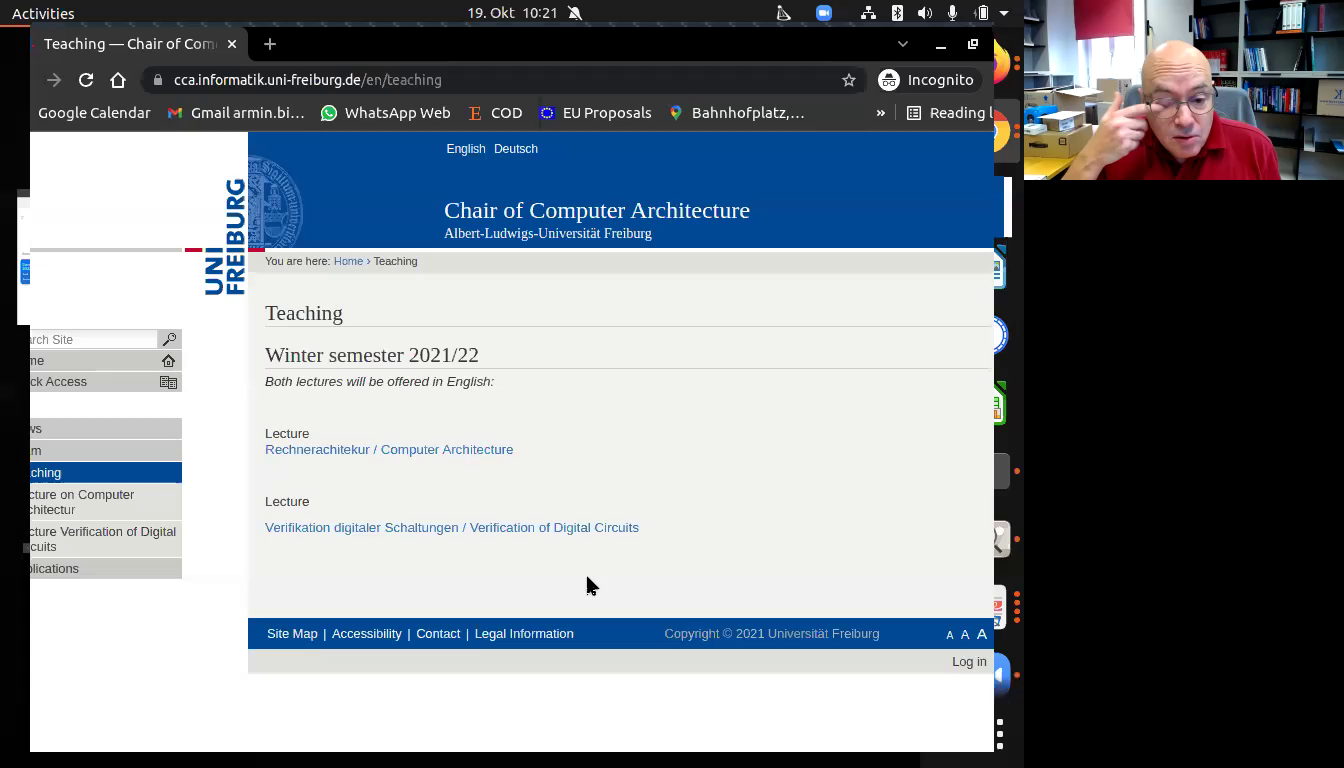 Activities
19. Okt 10:21
Teaching — Chair of Com
cca.informatik.uni-freiburg.de/en/teaching
Incognito
Google Calendar
Gmail armin.bi...
WhatsApp Web
COD
EU Proposals
Bahnhofplatz,...
»
Reading l
English Deutsch
UNI
FREIBURG
Chair of Computer Architecture
Albert-Ludwigs-Universität Freiburg
You are here: Home › Teaching
rch Site
me
ck Access
ws
m
ching
cture on Computer
chitectur
cture Verification of Digital
cuits
blications
Teaching
Winter semester 2021/22
Both lectures will be offered in English:
Lecture
Rechnerachitekur / Computer Architecture
Lecture
Verifikation digitaler Schaltungen / Verification of Digital Circuits
Site Map | Accessibility | Contact | Legal Information
Copyright © 2021 Universität Freiburg
A A A
Log in